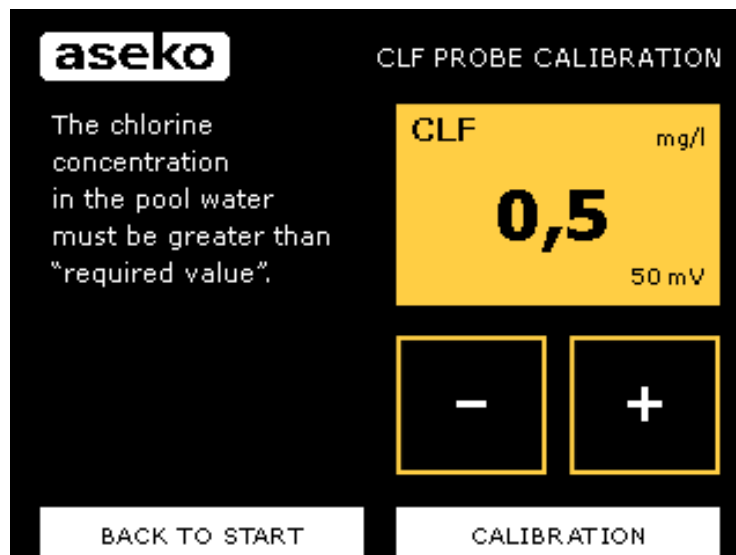 aseko
CLF PROBE CALIBRATION
The chlorine
concentration
in the pool water
must be greater than
"required value".
CLF
mg/l
0,5
50 mV
-
+
BACK TO START
CALIBRATION